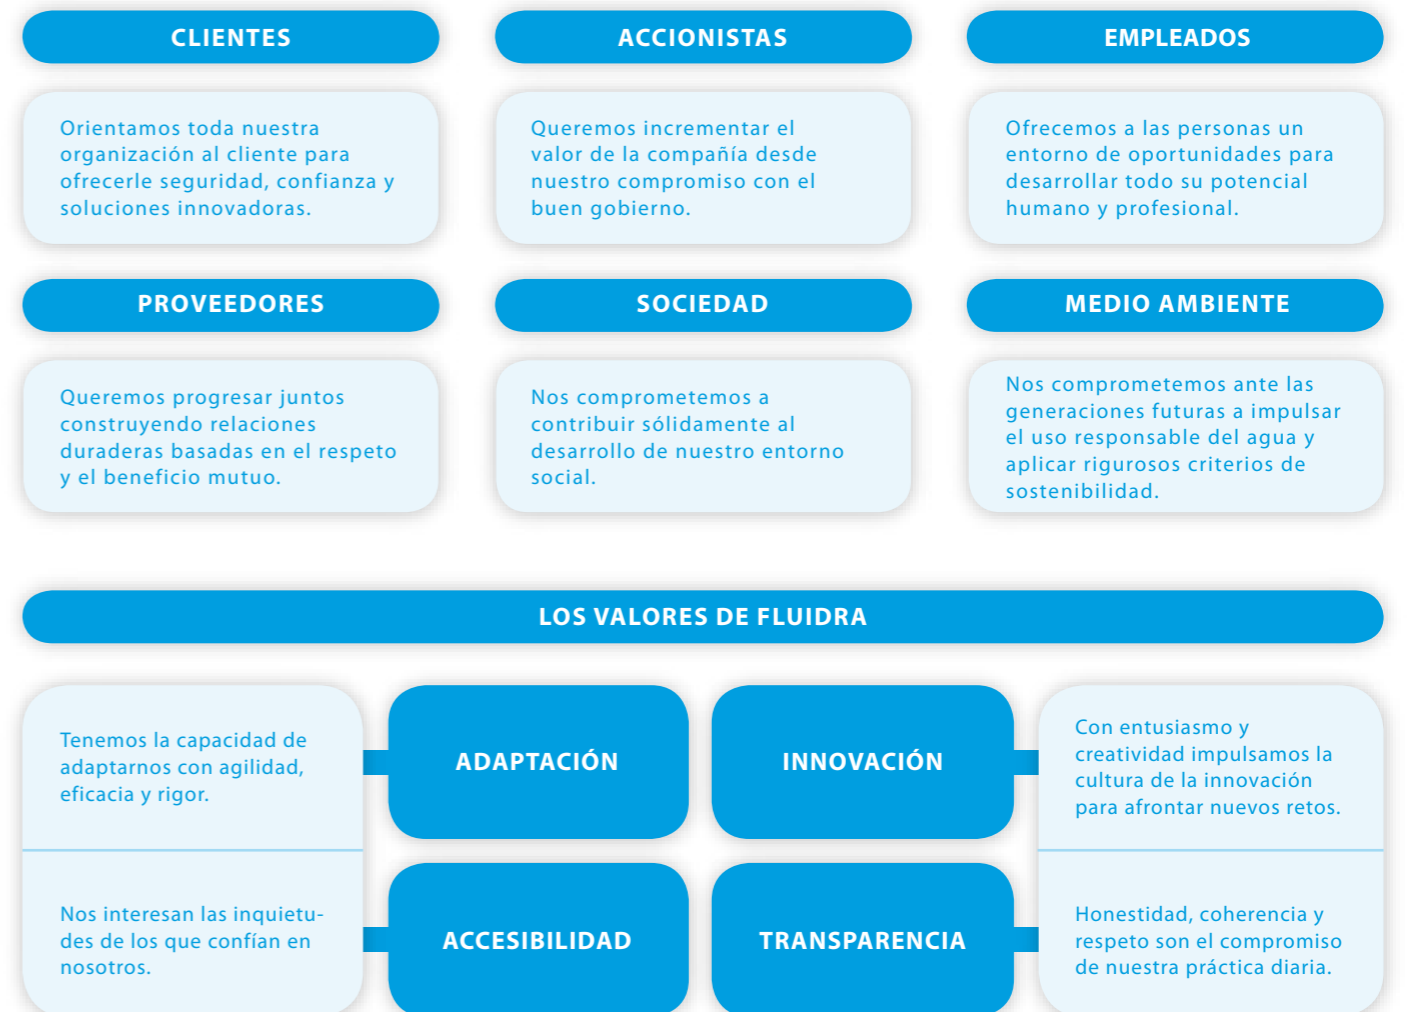 CLIENTES
Orientamos toda nuestra
organización al cliente para
ofrecerle seguridad, confianza y
soluciones innovadoras.
ACCIONISTAS
Queremos incrementar el
valor de la compañía desde
nuestro compromiso con el
buen gobierno.
EMPLEADOS
Ofrecemos a las personas un
entorno de oportunidades para
desarrollar todo su potencial
humano y profesional.
PROVEEDORES
Queremos progresar juntos
construyendo relaciones
duraderas basadas en el respeto
y el beneficio mutuo.
SOCIEDAD
Nos comprometemos a
contribuir sólidamente al
desarrollo de nuestro entorno
social.
MEDIO AMBIENTE
Nos comprometemos ante las
generaciones futuras a impulsar
el uso responsable del agua y
aplicar rigurosos criterios de
sostenibilidad.
LOS VALORES DE FLUIDRA
Tenemos la capacidad de
adaptarnos con agilidad,
eficacia y rigor.
ADAPTACIÓN
INNOVACIÓN
Con entusiasmo y
creatividad impulsamos la
cultura de la innovación
para afrontar nuevos retos.
Nos interesan las inquietu-
des de los que confían en
nosotros.
ACCESIBILIDAD
TRANSPARENCIA
Honestidad, coherencia y
respeto son el compromiso
de nuestra práctica diaria.